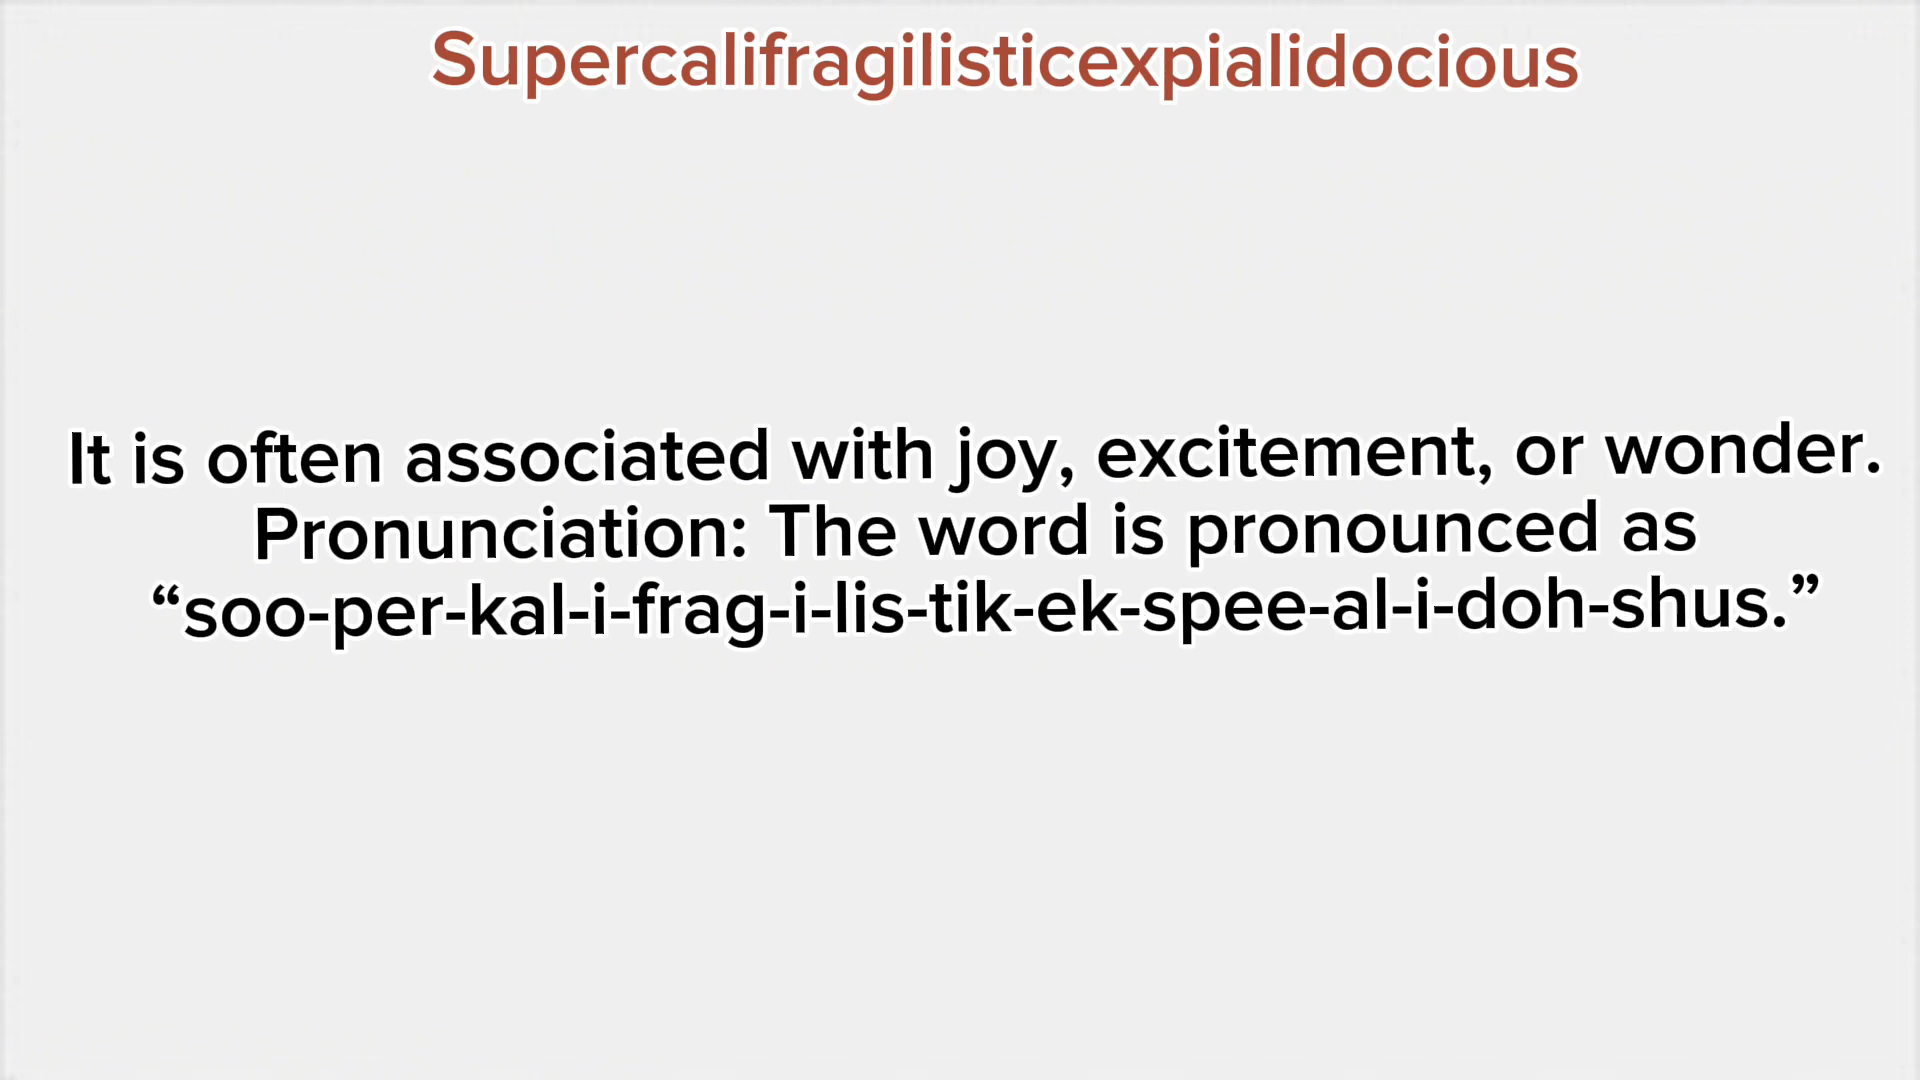 Supercalifragilisticexpialidocious
It is often associated with joy, excitement, or wonder.
Pronunciation: The word is pronounced as
“soo-per-kal-i-frag-i-lis-tik-ek-spee-al-i-doh-shus.”